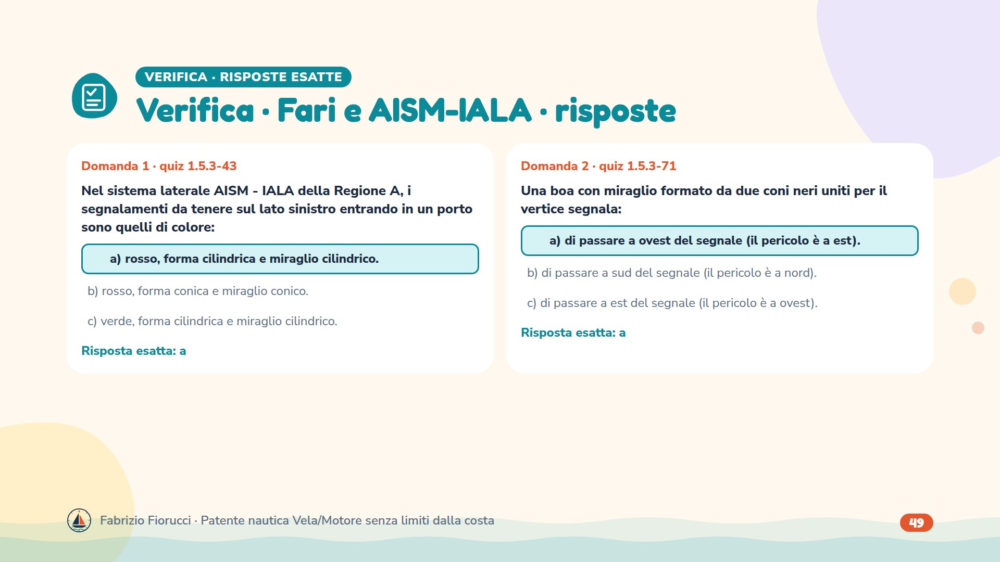 VERIFICA · RISPOSTE ESATTE
Verifica · Fari e AISM-IALA · risposte
Domanda 1 · quiz 1.5.3-43
Nel sistema laterale AISM - IALA della Regione A, i
segnalamenti da tenere sul lato sinistro entrando in un porto
sono quelli di colore:
a) rosso, forma cilindrica e miraglio cilindrico.
b) rosso, forma conica e miraglio conico.
c) verde, forma cilindrica e miraglio cilindrico.
Risposta esatta: a
Domanda 2 · quiz 1.5.3-71
Una boa con miraglio formato da due coni neri uniti per il
vertice segnala:
a) di passare a ovest del segnale (il pericolo è a est).
b) di passare a sud del segnale (il pericolo è a nord).
c) di passare a est del segnale (il pericolo è a ovest).
Risposta esatta: a
Fabrizio Fiorucci · Patente nautica Vela/Motore senza limiti dalla costa
49